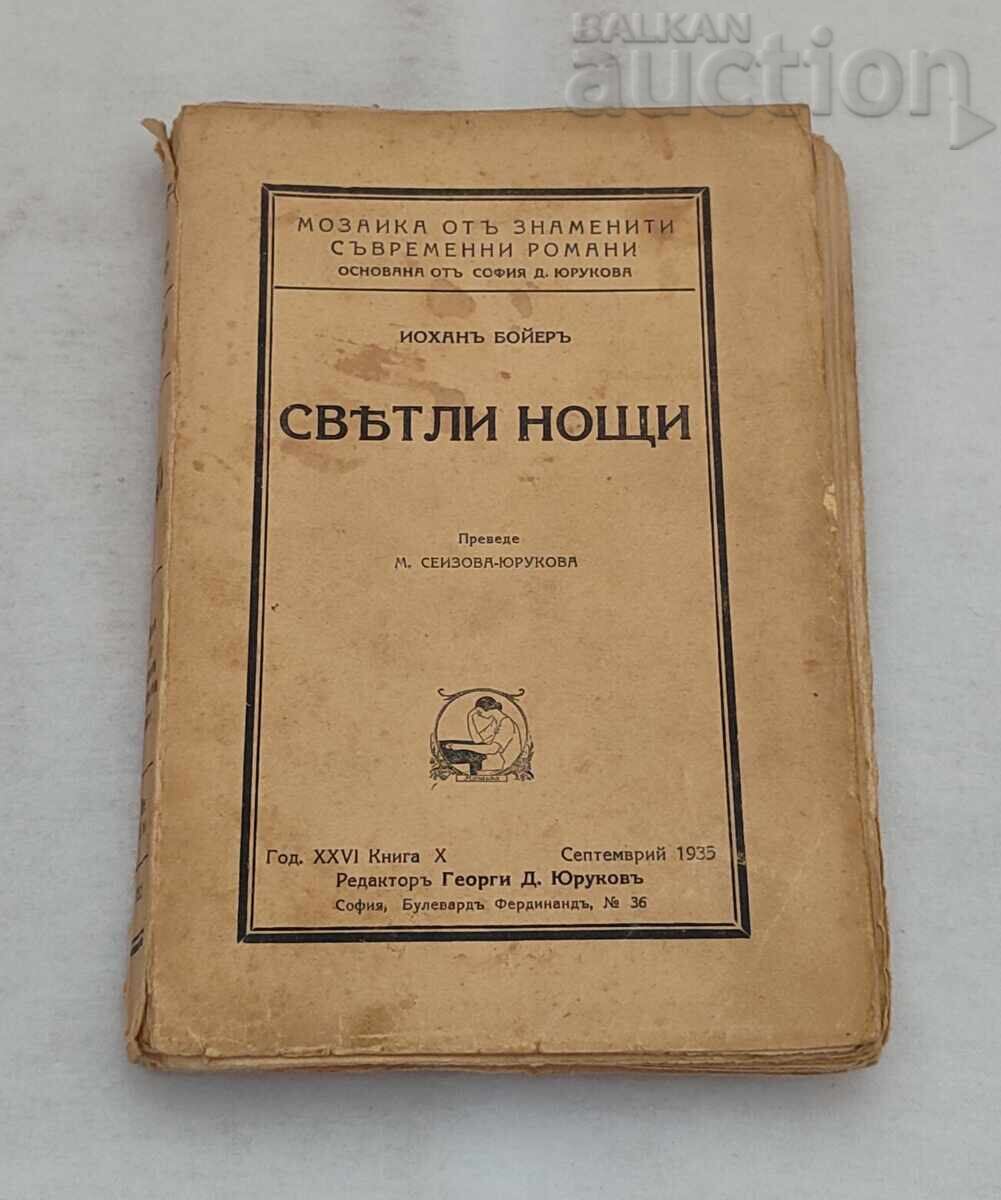 BALKAN
auction
МОЗАИКА ОТЪ ЗНАМЕНИТИ
СЪВРЕМЕННИ РОМАНИ
ОСНОВАНА ОТЪ СОФИЯ Д. ЮРУКОВА
ИОХАНЪ БОЙЕРЪ
СВѢТЛИ НОЩИ
Преведе
М. СЕИЗОВА-ЮРУКОВА
Год. XXVI Книга X Септемврий 1935
Редакторъ Георги Д. Юруковъ
София, Булевардъ Фердинандъ, № 36